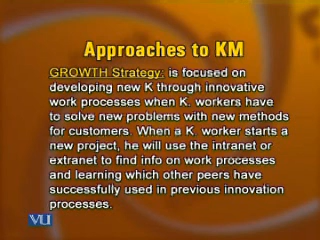 Approaches to KM
GROWTH Strategy: is focused on
developing new K through innovative
work processes when K. workers have
to solve new problems with new methods
for customers. When a K. worker starts a
new project, he will use the intranet or
extranet to find info on work processes
and learning which other peers have
successfully used in previous innovation
processes.
VU